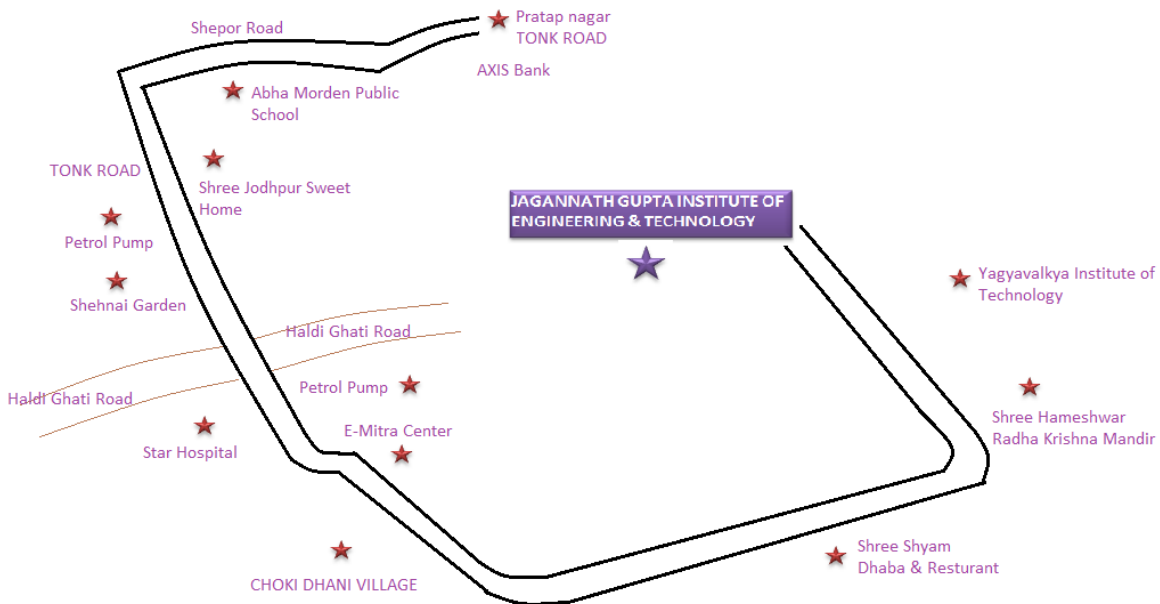 Shepor Road
Pratap nagar
TONK ROAD
AXIS Bank
Abha Morden Public
School
TONK ROAD
Shree Jodhpur Sweet
Home
Petrol Pump
Shehnai Garden
JAGANNATH GUPTA INSTITUTE OF
ENGINEERING & TECHNOLOGY
Yagyavalkya Institute of
Technology
Haldi Ghati Road
Haldi Ghati Road
Petrol Pump
E-Mitra Center
Star Hospital
Shree Hameshwar
Radha Krishna Mandir
CHOKI DHANI VILLAGE
Shree Shyam
Dhaba & Resturant